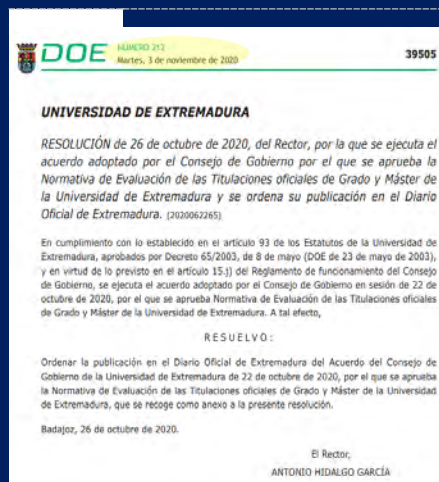 DOE
NÚMERO 212
Martes, 3 de noviembre de 2020
39505
UNIVERSIDAD DE EXTREMADURA
RESOLUCIÓN de 26 de octubre de 2020, del Rector, por la que se ejecuta el
acuerdo adoptado por el Consejo de Gobierno por el que se aprueba la
Normativa de Evaluación de las Titulaciones oficiales de Grado y Máster de
la Universidad de Extremadura y se ordena su publicación en el Diario
Oficial de Extremadura. (2020062265)
En cumplimiento con lo establecido en el artículo 93 de los Estatutos de la Universidad de
Extremadura, aprobados por Decreto 65/2003, de 8 de mayo (DOE de 23 de mayo de 2003),
y en virtud de lo previsto en el artículo 15.j) del Reglamento de funcionamiento del Consejo
de Gobierno, se ejecuta el acuerdo adoptado por el Consejo de Gobierno en sesión de 22 de
octubre de 2020, por el que se aprueba Normativa de Evaluación de las Titulaciones oficiales
de Grado y Máster de la Universidad de Extremadura. A tal efecto,
RESUELVO:
Ordenar la publicación en el Diario Oficial de Extremadura del Acuerdo del Consejo de
Gobierno de la Universidad de Extremadura de 22 de octubre de 2020, por el que se aprueba
la Normativa de Evaluación de las Titulaciones oficiales de Grado y Máster de la Universidad
de Extremadura, que se recoge como anexo a la presente resolución.
Badajoz, 26 de octubre de 2020.
El Rector,
ANTONIO HIDALGO GARCÍA